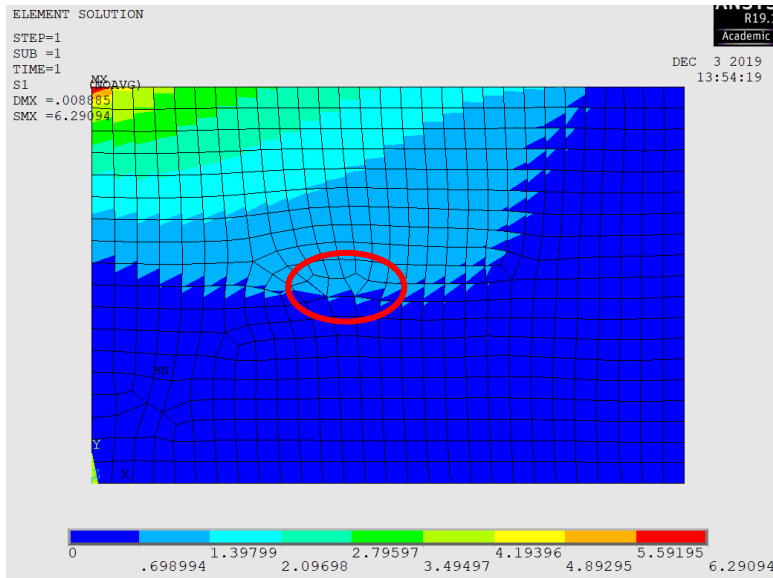 ELEMENT SOLUTION
STEP=1
SUB =1
TIME=1
S1 (NOAVG)
DMX =.008885
SMX =6.29094
ANSYS
R19.1
Academic
DEC 3 2019
13:54:19
MX
MN
Y
X
0 1.39799 2.79597 4.19396 5.59195
.698994 2.09698 3.49497 4.89295 6.29094